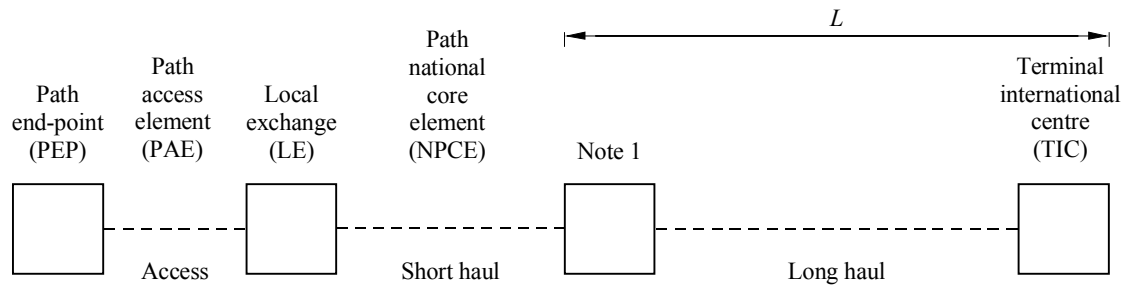 L
Path
end-point
(PEP)
Path
access
element
(PAE)
Local
exchange
(LE)
Path
national
core
element
(NPCE)
Note 1
Terminal
international
centre
(TIC)
Access
Short haul
Long haul